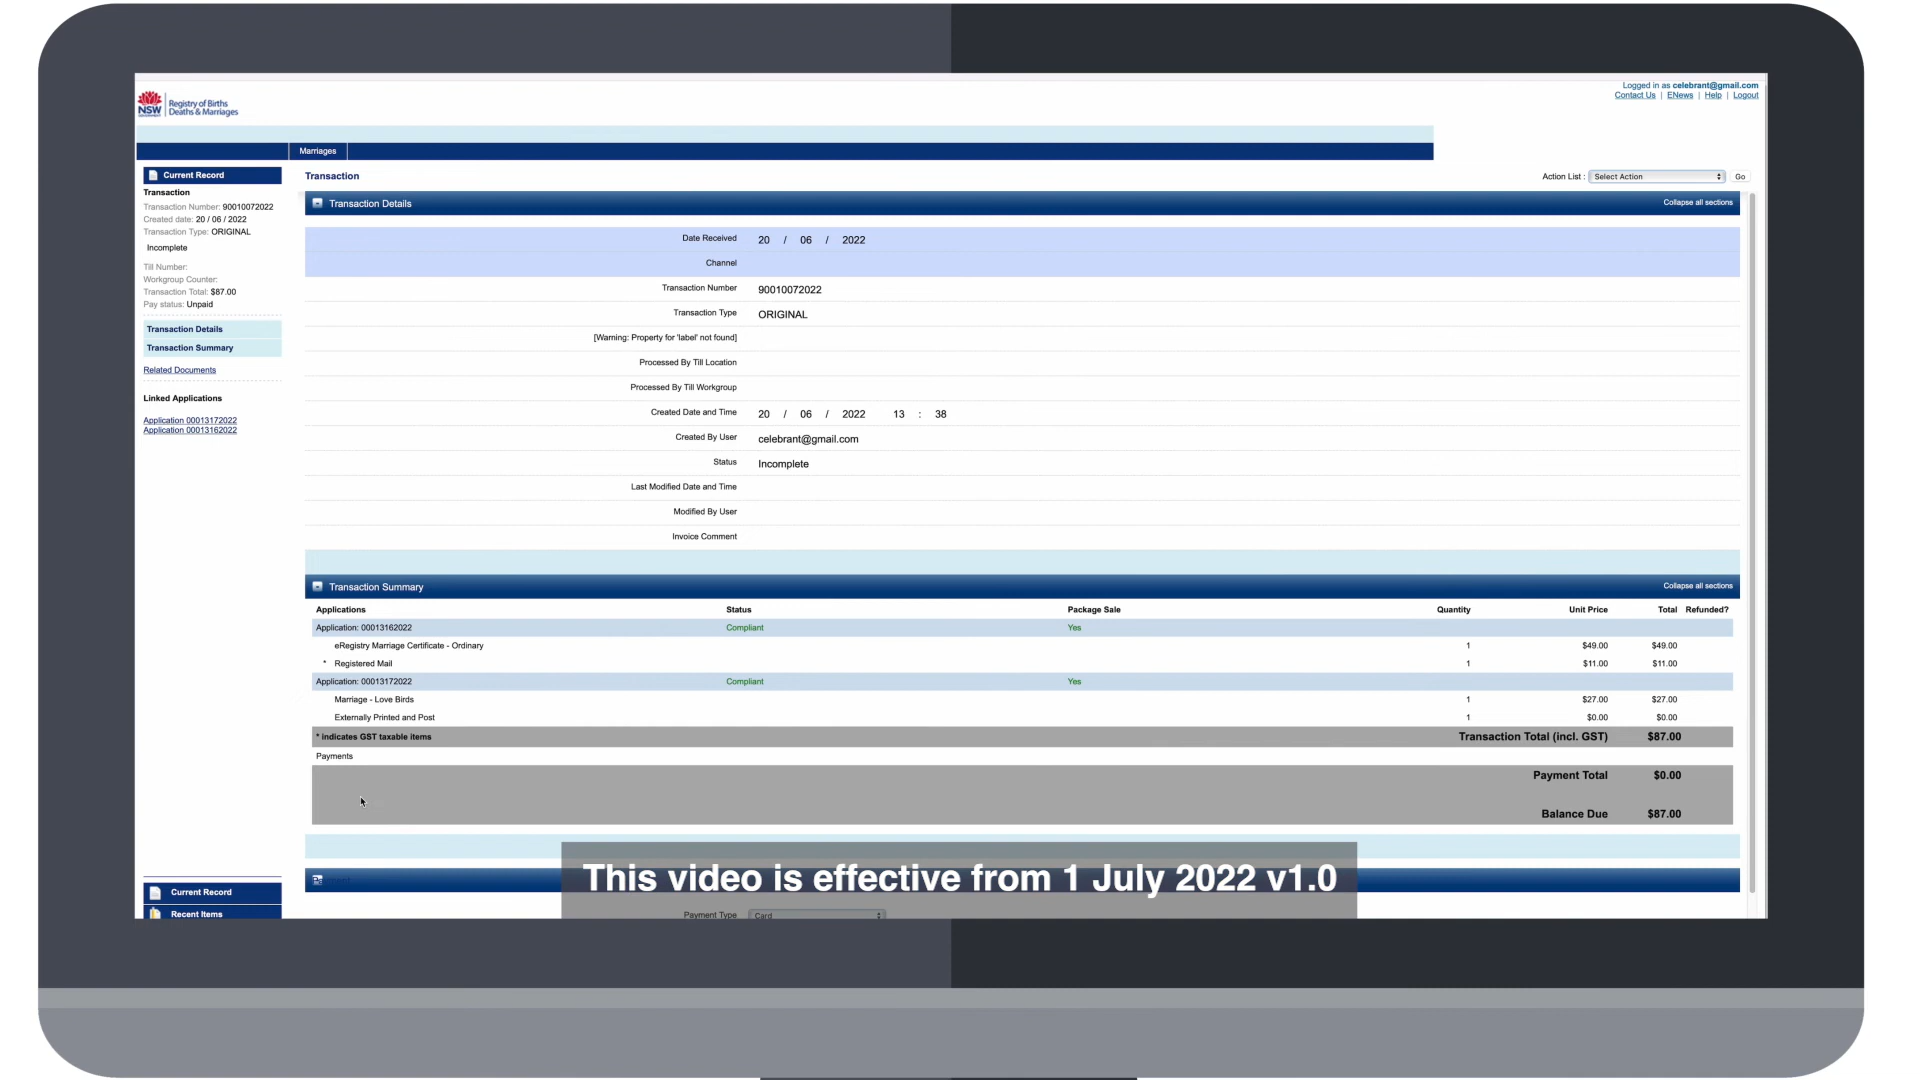 Logged in as celebrant@gmail.com
Contact Us | ENews | Help | Logout
NSW
GOVERNMENT
Registry of Births
Deaths & Marriages
Marriages
Current Record
Transaction
Transaction Number: 90010072022
Created date: 20 / 06 / 2022
Transaction Type: ORIGINAL
Incomplete
Till Number:
Workgroup Counter:
Transaction Total: $87.00
Pay status: Unpaid
Transaction Details
Transaction Summary
Related Documents
Linked Applications
Application 00013172022
Application 00013162022
Current Record
Recent Items
Transaction
Action List : Select Action Go
Transaction Details Collapse all sections
Date Received 20 / 06 / 2022
Channel
Transaction Number 90010072022
Transaction Type ORIGINAL
[Warning: Property for 'label' not found]
Processed By Till Location
Processed By Till Workgroup
Created Date and Time 20 / 06 / 2022 13 : 38
Created By User celebrant@gmail.com
Status Incomplete
Last Modified Date and Time
Modified By User
Invoice Comment
Transaction Summary Collapse all sections
Applications Status Package Sale Quantity Unit Price Total Refunded?
Application: 00013162022 Compliant Yes
eRegistry Marriage Certificate - Ordinary 1 $49.00 $49.00
* Registered Mail 1 $11.00 $11.00
Application: 00013172022 Compliant Yes
Marriage - Love Birds 1 $27.00 $27.00
Externally Printed and Post 1 $0.00 $0.00
* indicates GST taxable items Transaction Total (incl. GST) $87.00
Payments
Payment Total $0.00
Balance Due $87.00
This video is effective from 1 July 2022 v1.0
Payment Type Card